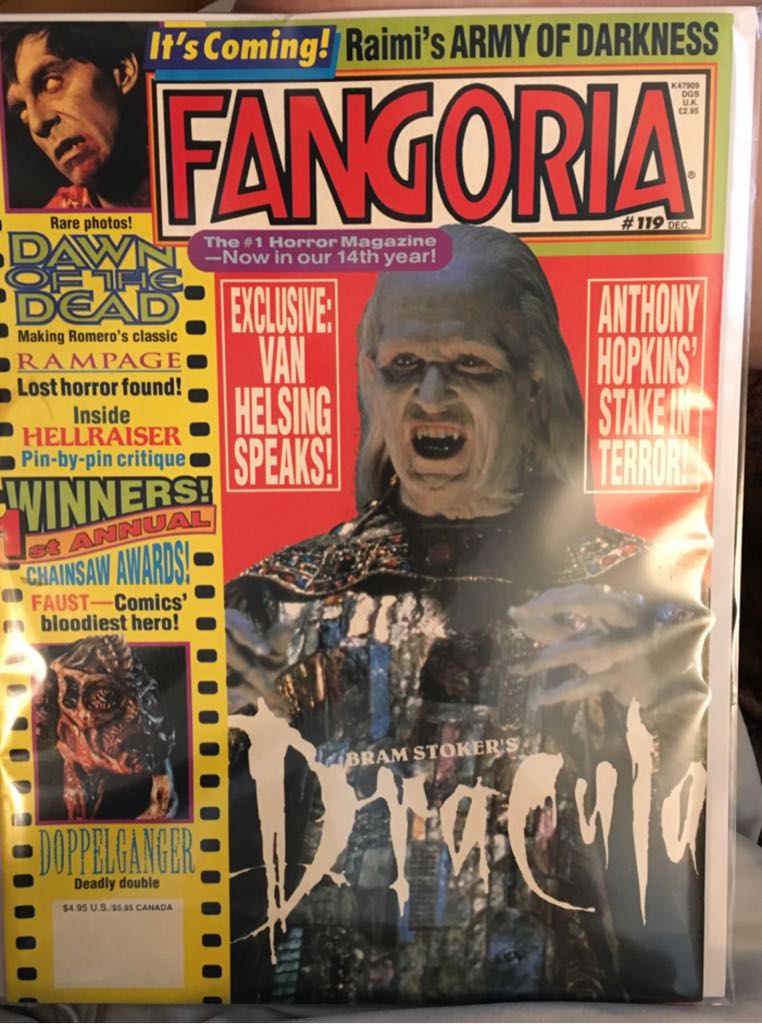 It's Coming! Raimi's ARMY OF DARKNESS
FANGORIA®
K47909
DGS
U.K.
£2.95
#119 DEC.
The #1 Horror Magazine
—Now in our 14th year!
Rare photos!
DAWN
OF THE
DEAD
Making Romero's classic
RAMPAGE
Lost horror found!
Inside
HELLRAISER
Pin-by-pin critique
WINNERS!
1st ANNUAL
CHAINSAW AWARDS!
FAUST—Comics'
bloodiest hero!
DOPPELGANGER
Deadly double
$4.95 U.S./$5.95 CANADA
EXCLUSIVE:
VAN
HELSING
SPEAKS!
ANTHONY
HOPKINS'
STAKE IN
TERROR!
BRAM STOKER'S
Dracula